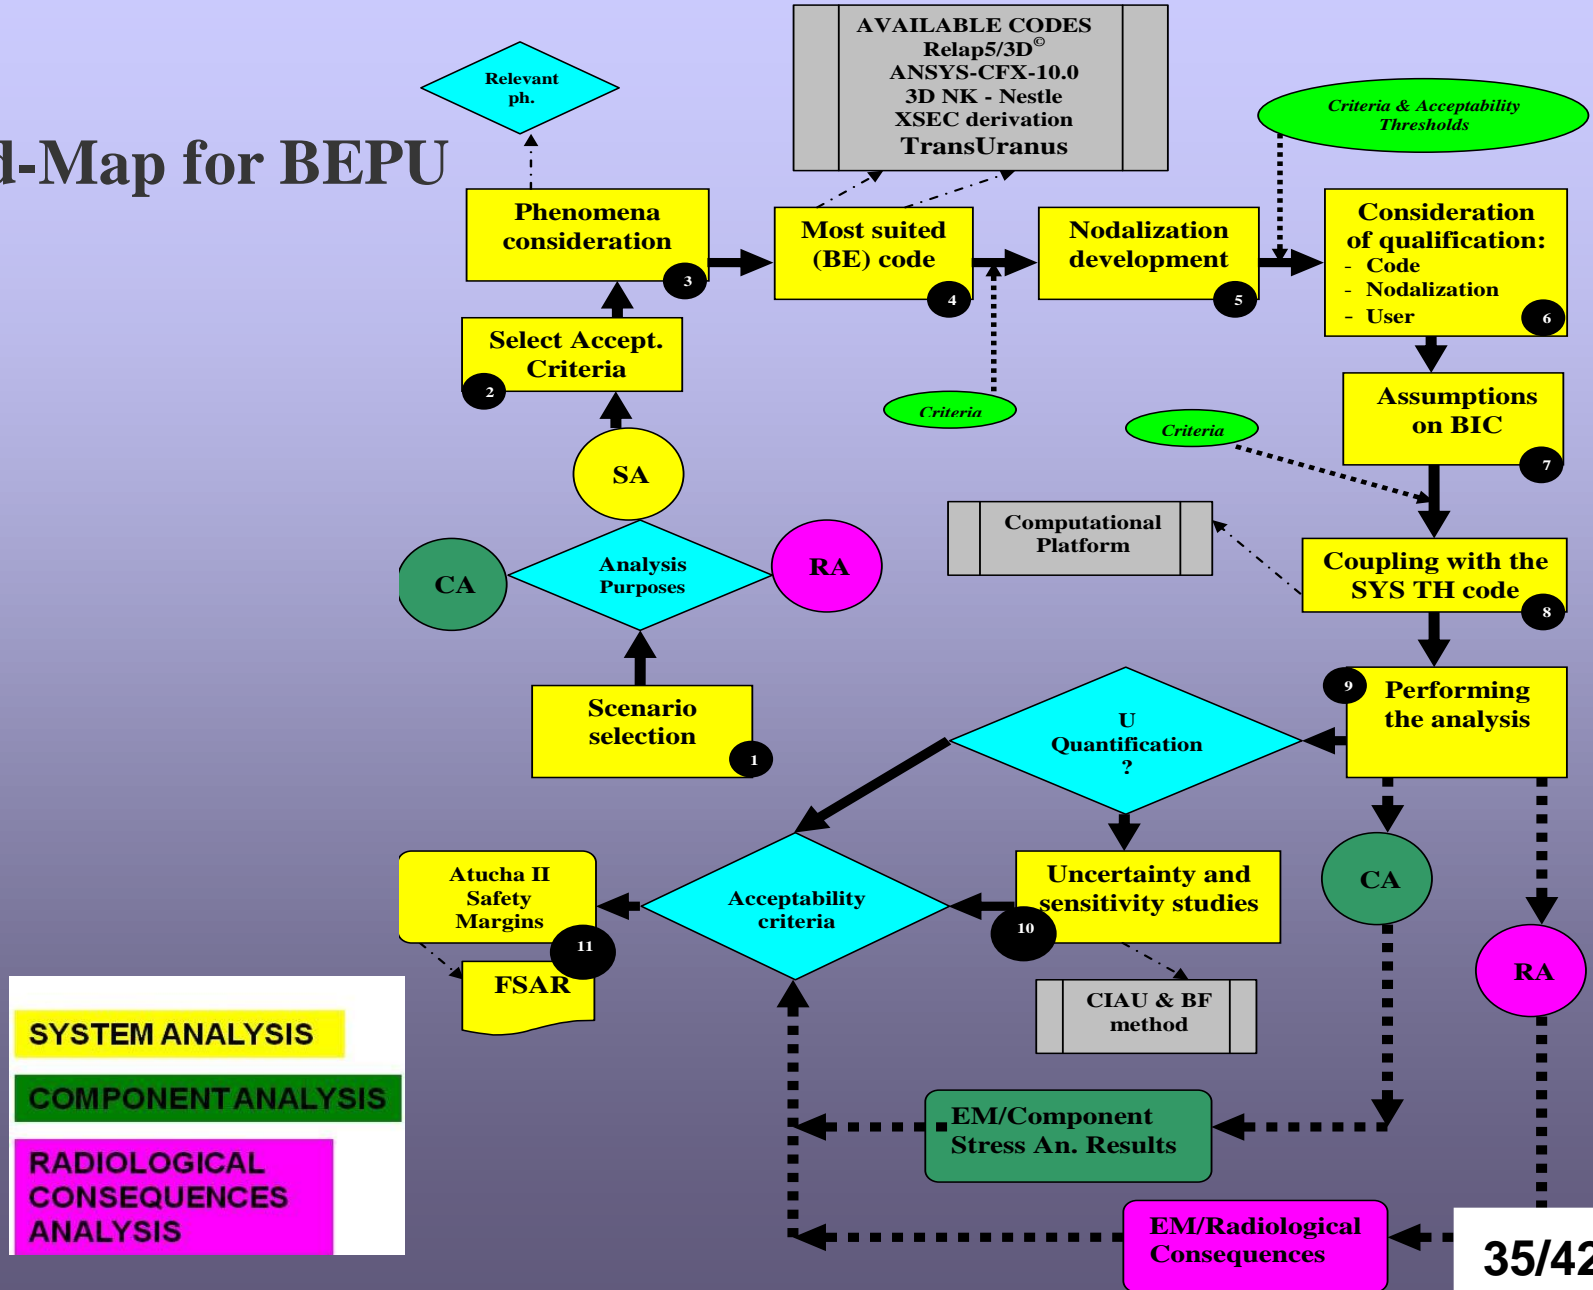 AVAILABLE CODES
Relap5/3D©
ANSYS-CFX-10.0
3D NK - Nestle
XSEC derivation
TransUranus
Relevant
ph.
Criteria & Acceptability
Thresholds
d-Map for BEPU
Phenomena
consideration
3
Most suited
(BE) code
4
Nodalization
development
5
Consideration
of qualification:
- Code
- Nodalization
- User
6
Select Accept.
Criteria
2
Criteria
Assumptions
on BIC
7
Criteria
SA
CA
Analysis
Purposes
RA
Computational
Platform
Coupling with the
SYS TH code
8
Scenario
selection
1
U
Quantification
?
9
Performing
the analysis
Atucha II
Safety
Margins
11
FSAR
Acceptability
criteria
Uncertainty and
sensitivity studies
10
CA
RA
CIAU & BF
method
SYSTEM ANALYSIS
COMPONENT ANALYSIS
RADIOLOGICAL
CONSEQUENCES
ANALYSIS
EM/Component
Stress An. Results
EM/Radiological
Consequences
35/42